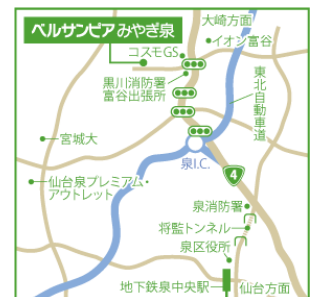 ベルサンピアみやぎ泉
大崎方面
コスモGS
イオン富谷
黒川消防署
富谷出張所
東北自動車道
宮城大
泉I.C.
4
仙台泉プレミアム・
アウトレット
泉消防署
将監トンネル
泉区役所
地下鉄泉中央駅
仙台方面